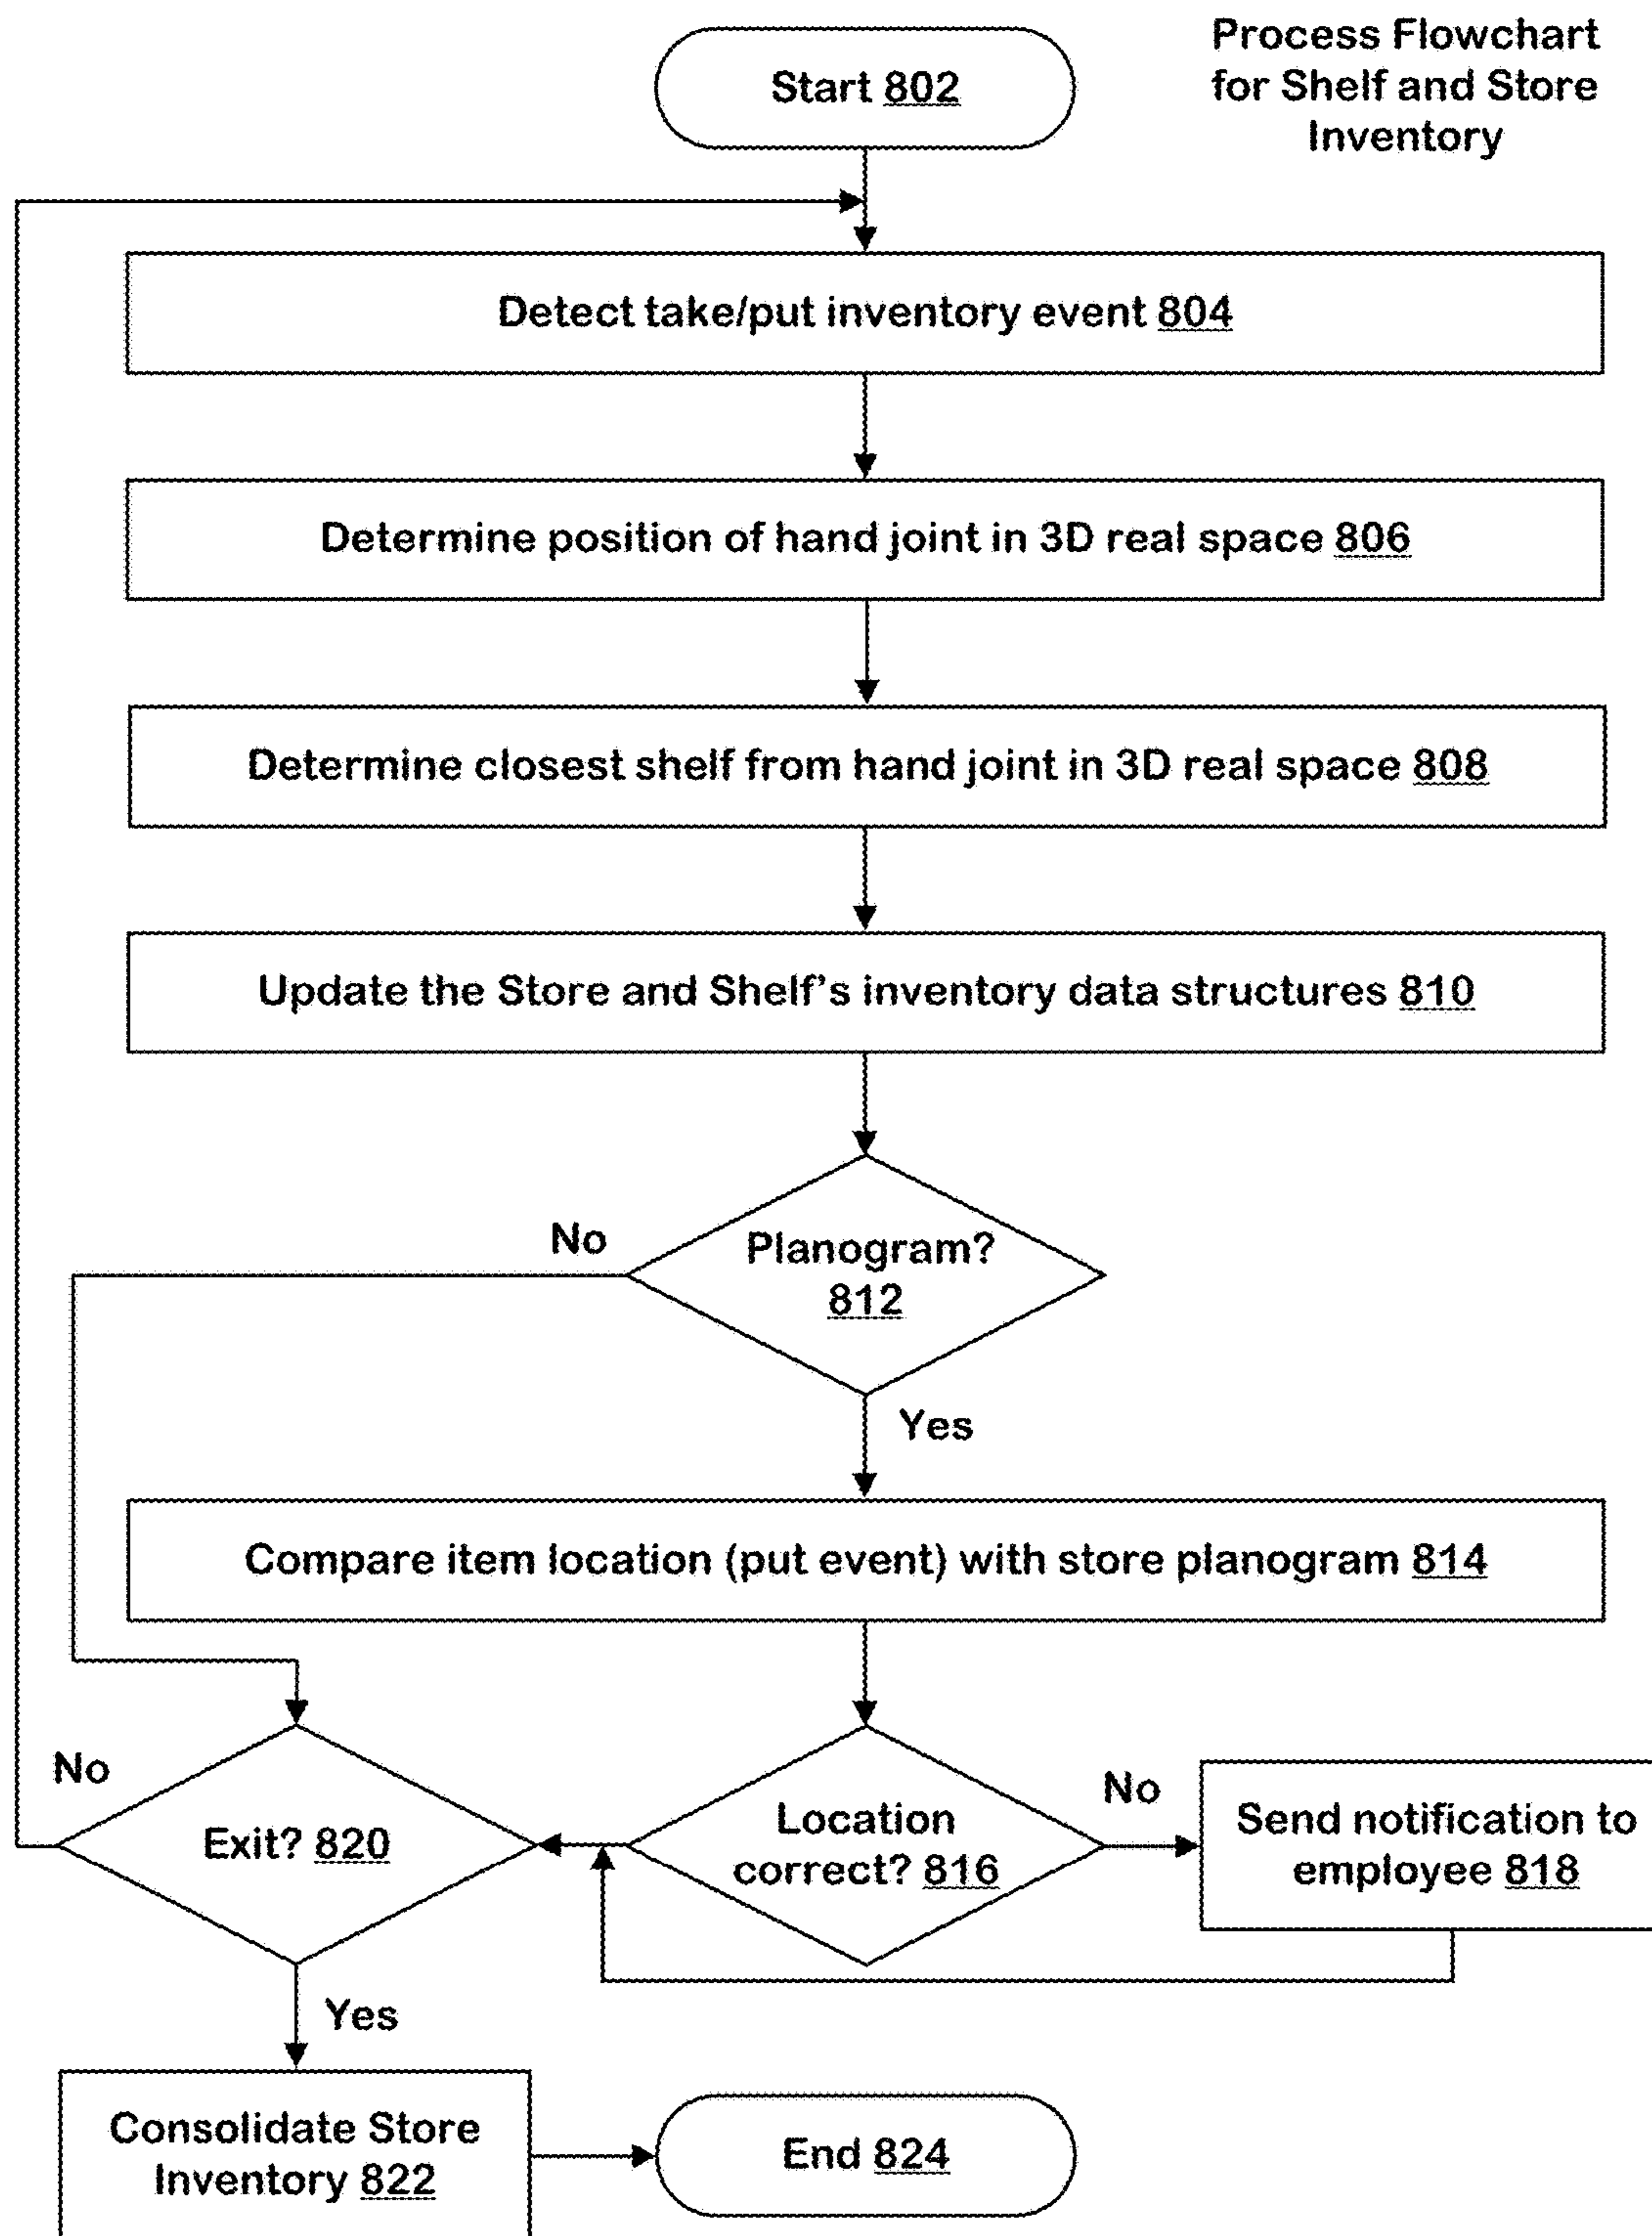 Process Flowchart
for Shelf and Store
Inventory
Start 802
Detect take/put inventory event 804
Determine position of hand joint in 3D real space 806
Determine closest shelf from hand joint in 3D real space 808
Update the Store and Shelf's inventory data structures 810
No
Planogram?
812
Yes
Compare item location (put event) with store planogram 814
No
Exit? 820
Location
correct? 816
No
Send notification to
employee 818
Yes
Consolidate Store
Inventory 822
End 824